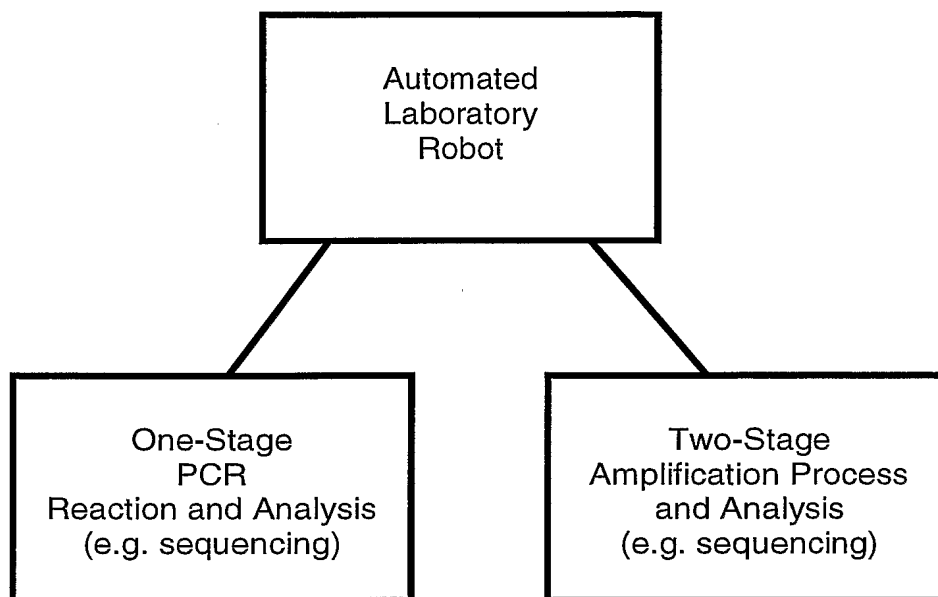 Automated
Laboratory
Robot
One-Stage
PCR
Reaction and Analysis
(e.g. sequencing)
Two-Stage
Amplification Process
and Analysis
(e.g. sequencing)